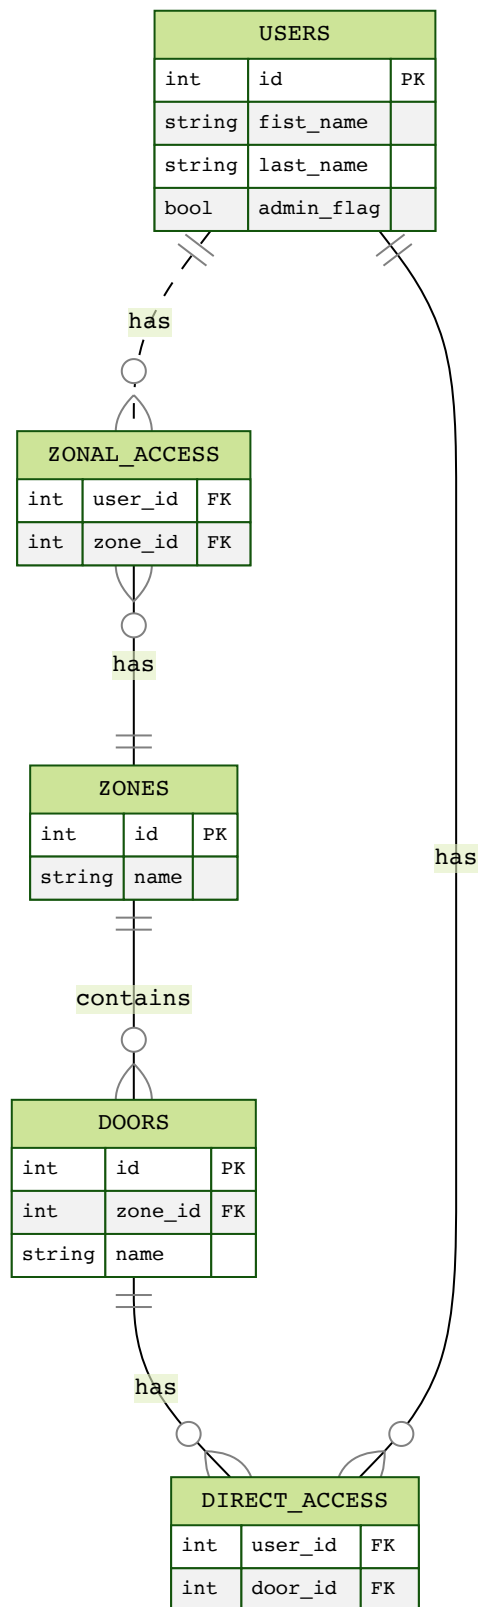 USERS
int id PK
string fist_name
string last_name
bool admin_flag
has
ZONAL_ACCESS
int user_id FK
int zone_id FK
has
ZONES
int id PK
string name
has
contains
DOORS
int id PK
int zone_id FK
string name
has
DIRECT_ACCESS
int user_id FK
int door_id FK